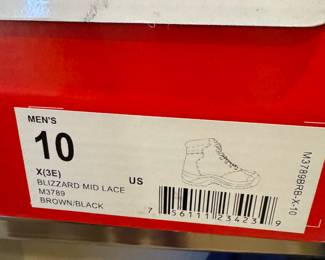 MEN'S
10
X(3E)
BLIZZARD MID LACE
US
M3789
BROWN/BLACK
7 56111 23423 9
M3789BRB-X-10